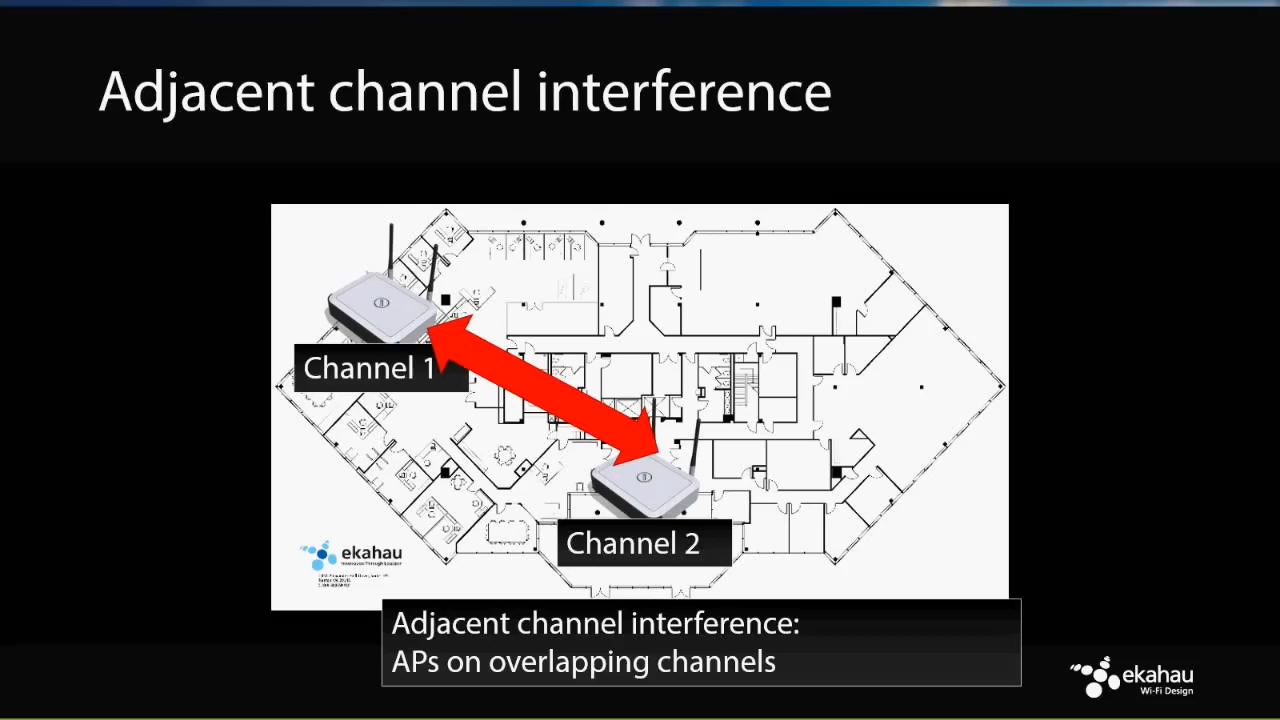 Adjacent channel interference
Channel 1
Channel 2
ekahau
Adjacent channel interference:
APs on overlapping channels
ekahau
Wi-Fi Design